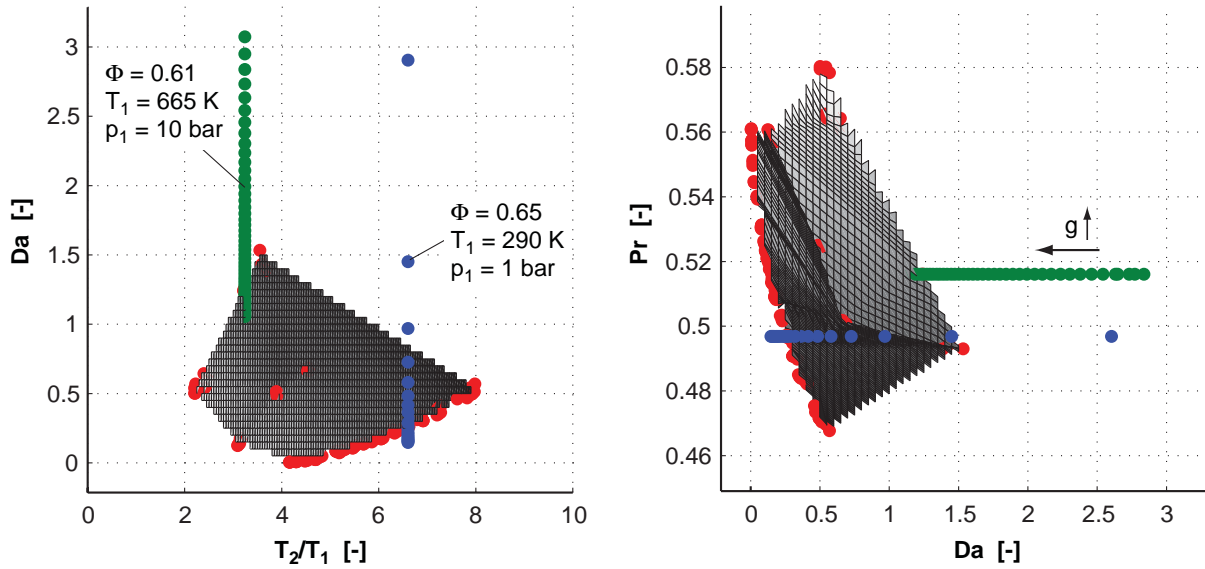 3
2.5
2
1.5
1
0.5
0
Da [-]
Φ = 0.61
T1 = 665 K
p1 = 10 bar
Φ = 0.65
T1 = 290 K
p1 = 1 bar
0 2 4 6 8 10
T2/T1 [-]
0.58
0.56
0.54
0.52
0.5
0.48
0.46
Pr [-]
g
0 0.5 1 1.5 2 2.5 3
Da [-]